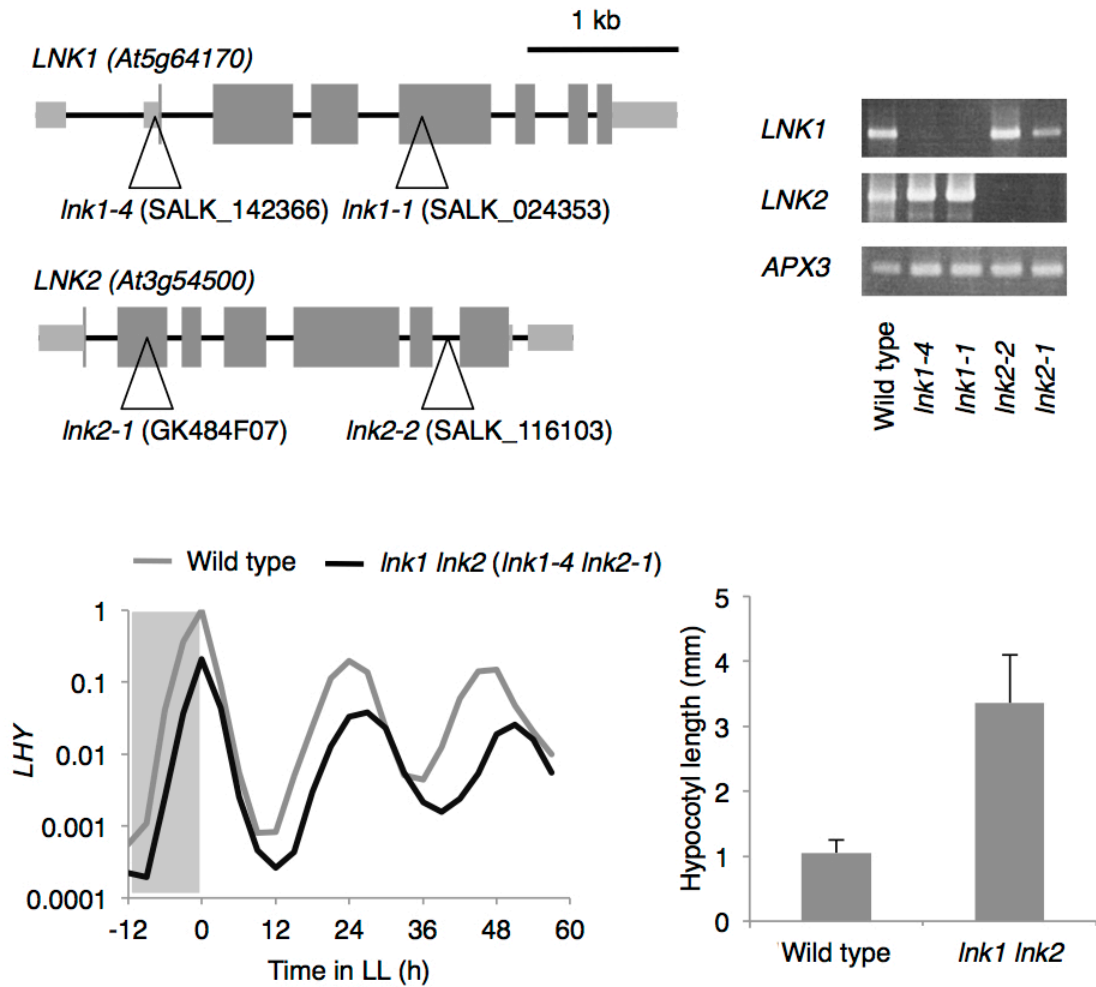 1 kb
LNK1 (At5g64170)
lnk1-4 (SALK_142366) lnk1-1 (SALK_024353)
LNK2 (At3g54500)
lnk2-1 (GK484F07) lnk2-2 (SALK_116103)
LNK1
LNK2
APX3
Wild type
lnk1-4
lnk1-1
lnk2-2
lnk2-1
Wild type lnk1 lnk2 (lnk1-4 lnk2-1)
LHY
1
0.1
0.01
0.001
0.0001
-12 0 12 24 36 48 60
Time in LL (h)
Hypocotyl length (mm)
5
4
3
2
1
0
Wild type lnk1 lnk2